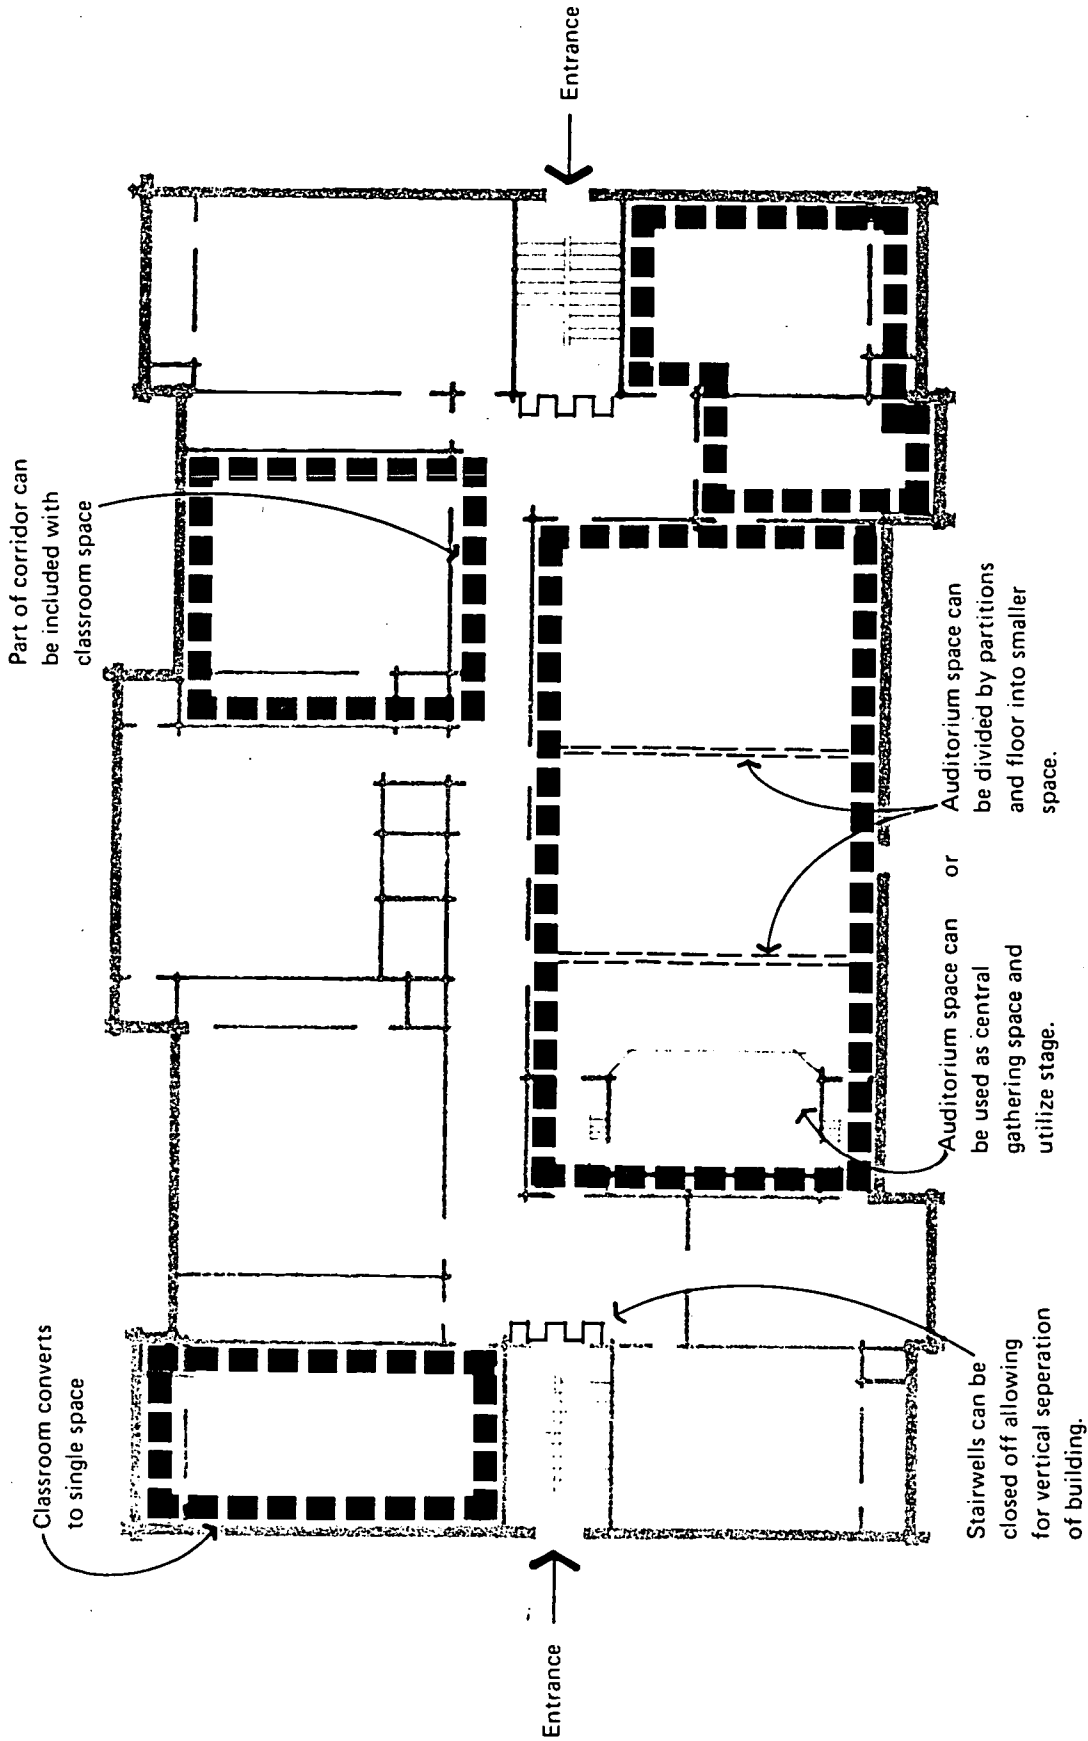 Classroom converts
to single space
Part of corridor can
be included with
classroom space
Entrance
Entrance
Stairwells can be
closed off allowing
for vertical seperation
of building.
Auditorium space can
be used as central
gathering space and
utilize stage.
or
Auditorium space can
be divided by partitions
and floor into smaller
space.